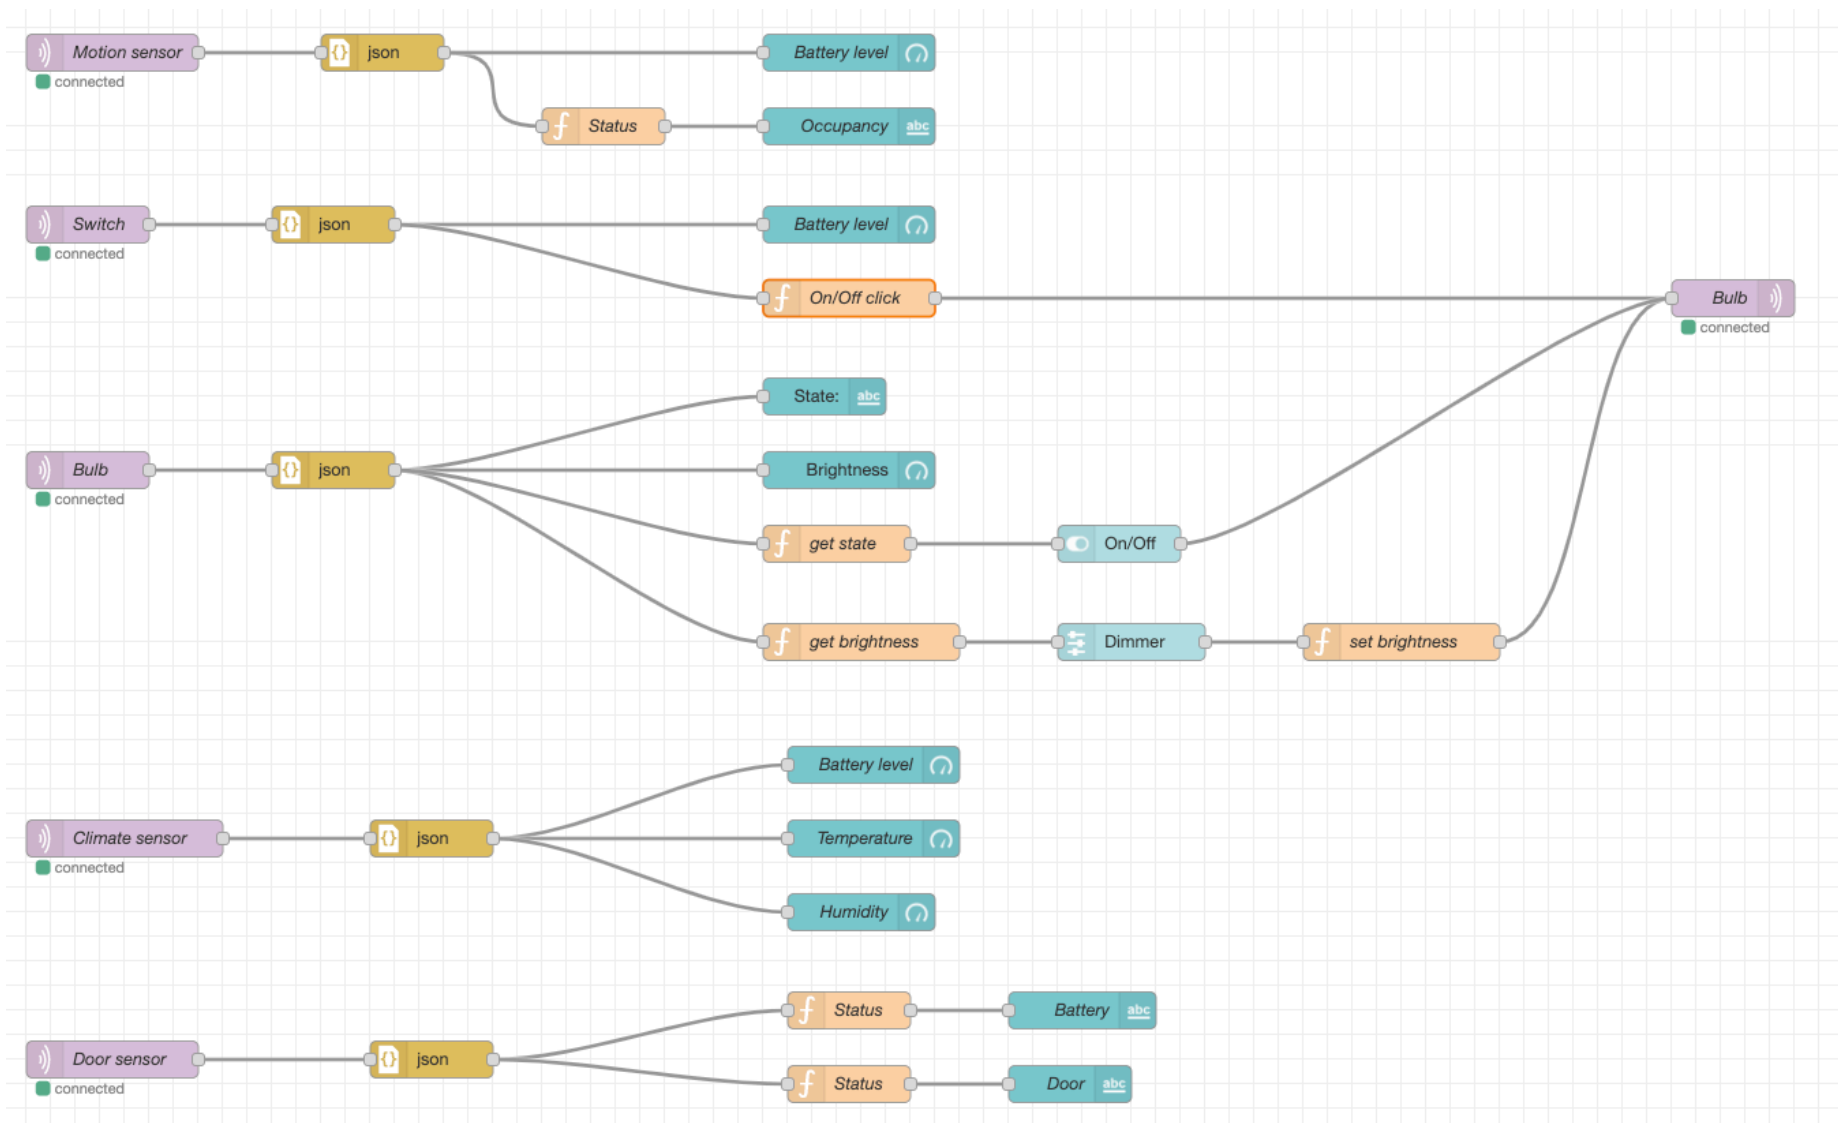 Motion sensor
json
Battery level
connected
Status
Occupancy
abc
Switch
json
Battery level
connected
On/Off click
Bulb
connected
State:
abc
Bulb
json
Brightness
connected
get state
On/Off
get brightness
Dimmer
set brightness
Battery level
Climate sensor
json
Temperature
connected
Humidity
Status
Battery
abc
Door sensor
json
connected
Status
Door
abc